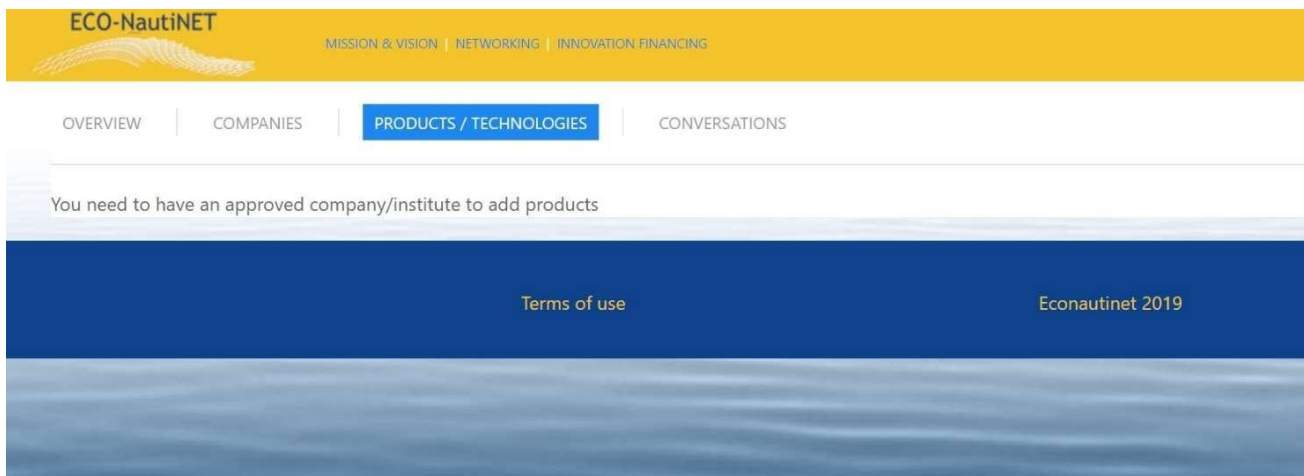 ECO-NautiNET
MISSION & VISION | NETWORKING | INNOVATION FINANCING
OVERVIEW | COMPANIES | PRODUCTS / TECHNOLOGIES | CONVERSATIONS
You need to have an approved company/institute to add products
Terms of use Econautinet 2019